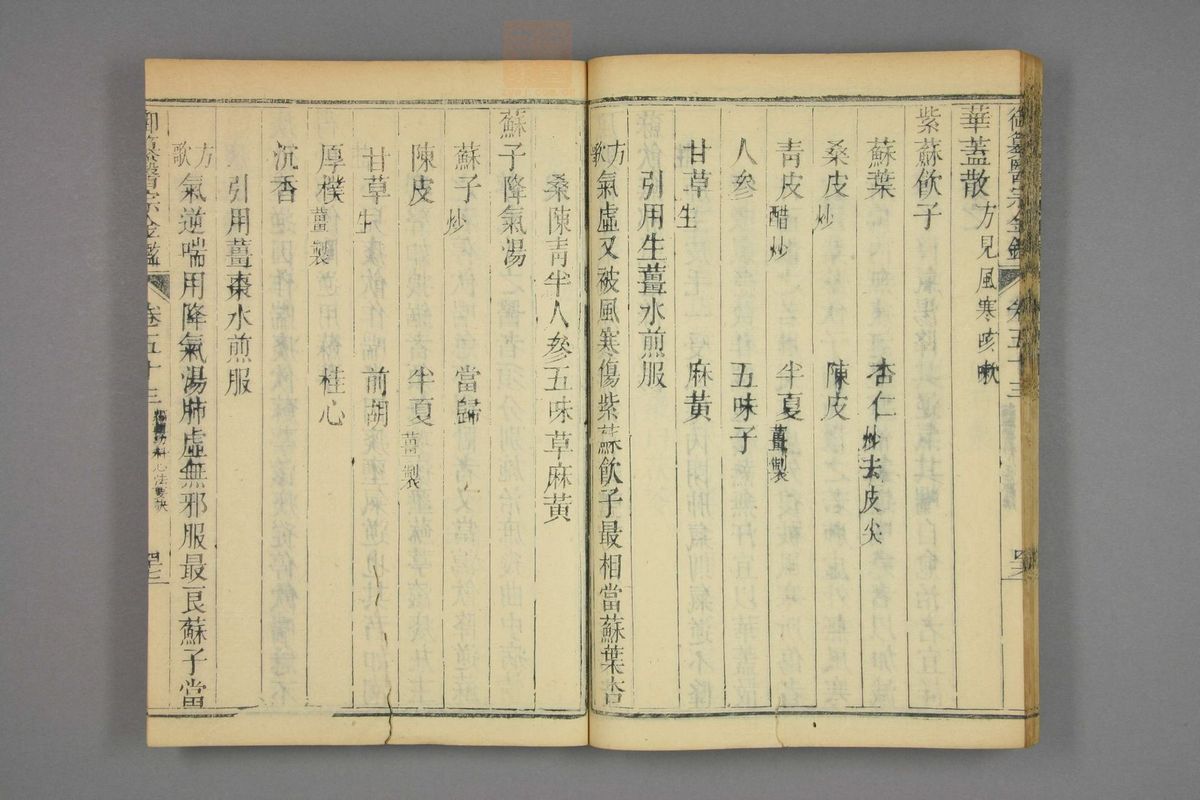 御纂醫宗金鑑 卷五十三
華蓋散 方見風寒咳嗽
紫蘇飲子
蘇葉 杏仁 炒去皮尖
桑皮 炒 陳皮
青皮 醋炒 半夏 薑製
人參 五味子
甘草 生 麻黃
引用生薑水煎服
方歌 氣虛又被風寒傷紫蘇飲子最相當蘇葉杏
桑陳青半人參五味草麻黃
蘇子降氣湯
蘇子 炒 當歸
陳皮 半夏 薑製
甘草 生 前胡
厚樸 薑製 桂心
沉香
引用薑棗水煎服
方歌 氣逆喘用降氣湯肺虛無邪服最良蘇子當
御纂醫宗金鑑 卷五十三 編輯幼科心法要訣